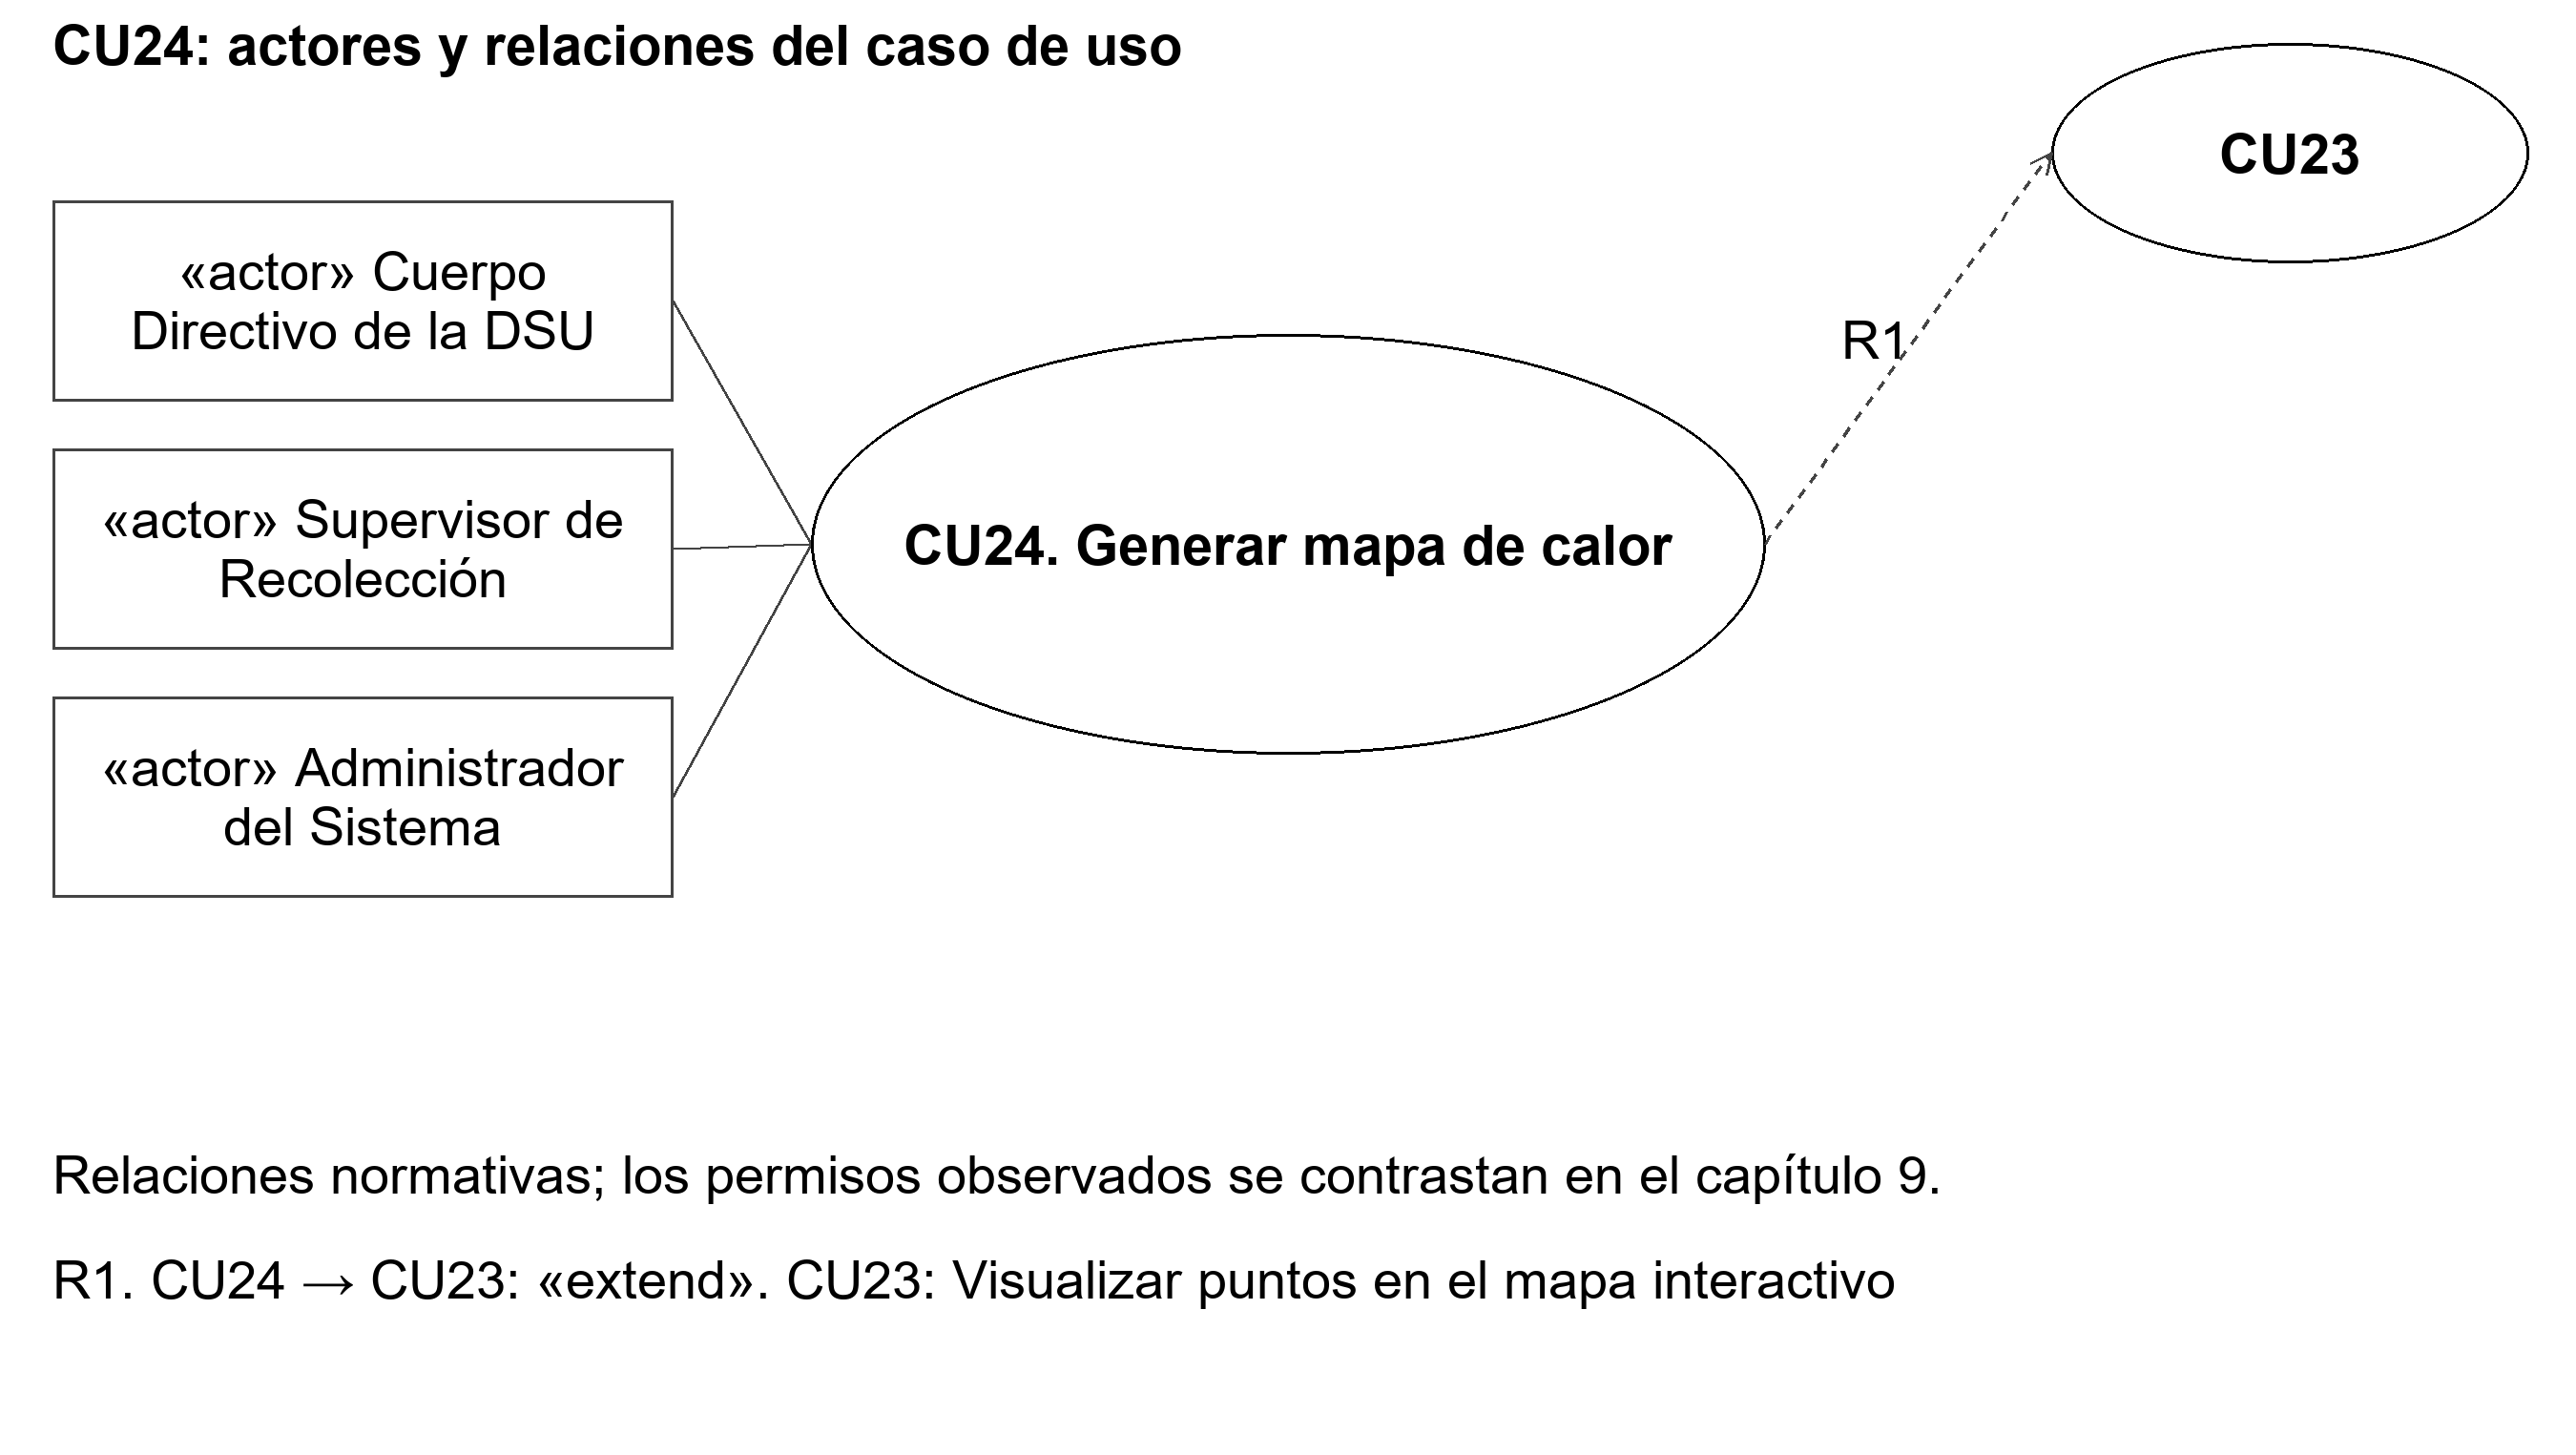 CU24: actores y relaciones del caso de uso
CU23
«actor» Cuerpo
Directivo de la DSU
R1
«actor» Supervisor de
Recolección
CU24. Generar mapa de calor
«actor» Administrador
del Sistema
Relaciones normativas; los permisos observados se contrastan en el capítulo 9.
R1. CU24 → CU23: «extend». CU23: Visualizar puntos en el mapa interactivo